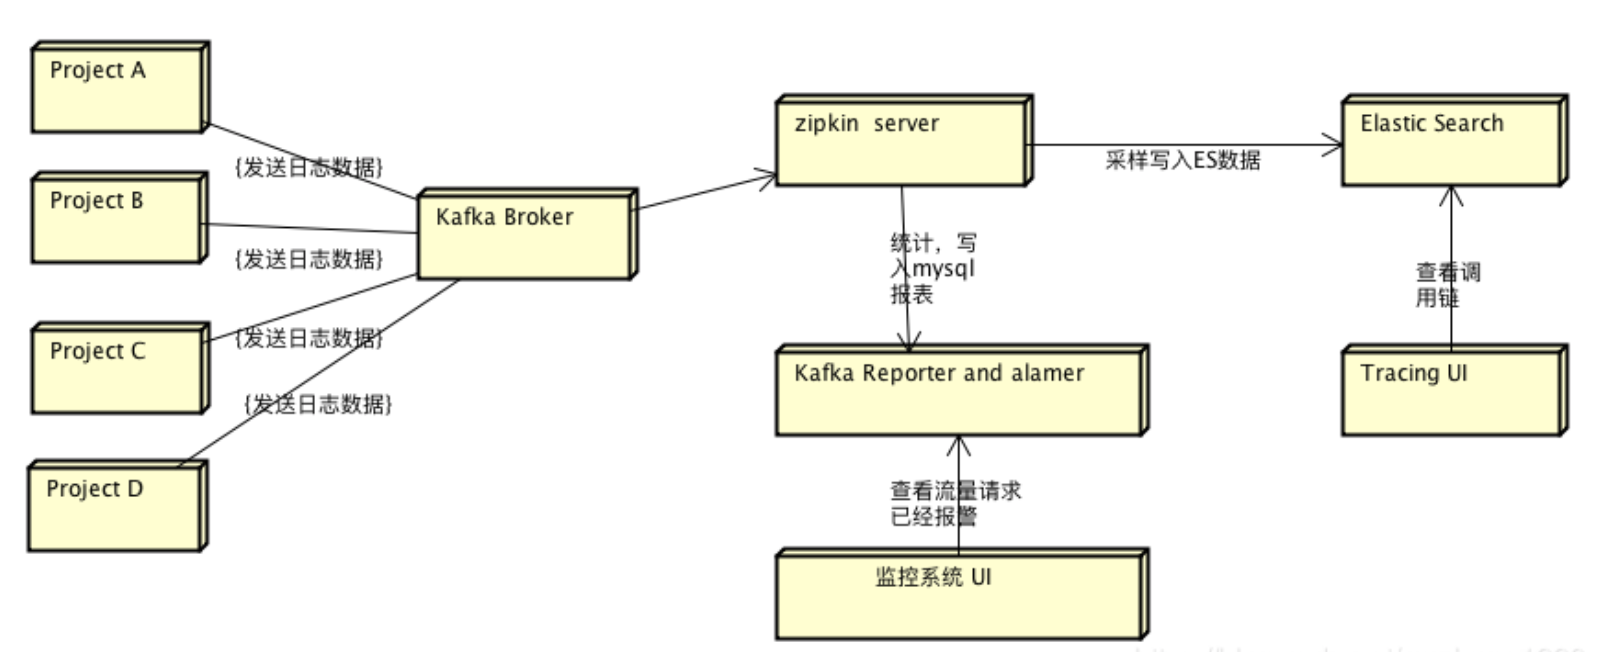 Project A
{发送日志数据}
Project B
{发送日志数据}
Project C
{发送日志数据}
Project D
{发送日志数据}
Kafka Broker
zipkin server
采样写入ES数据
Elastic Search
统计，写
入mysql
报表
查看调
用链
Kafka Reporter and alamer
Tracing UI
查看流量请求
已经报警
监控系统 UI